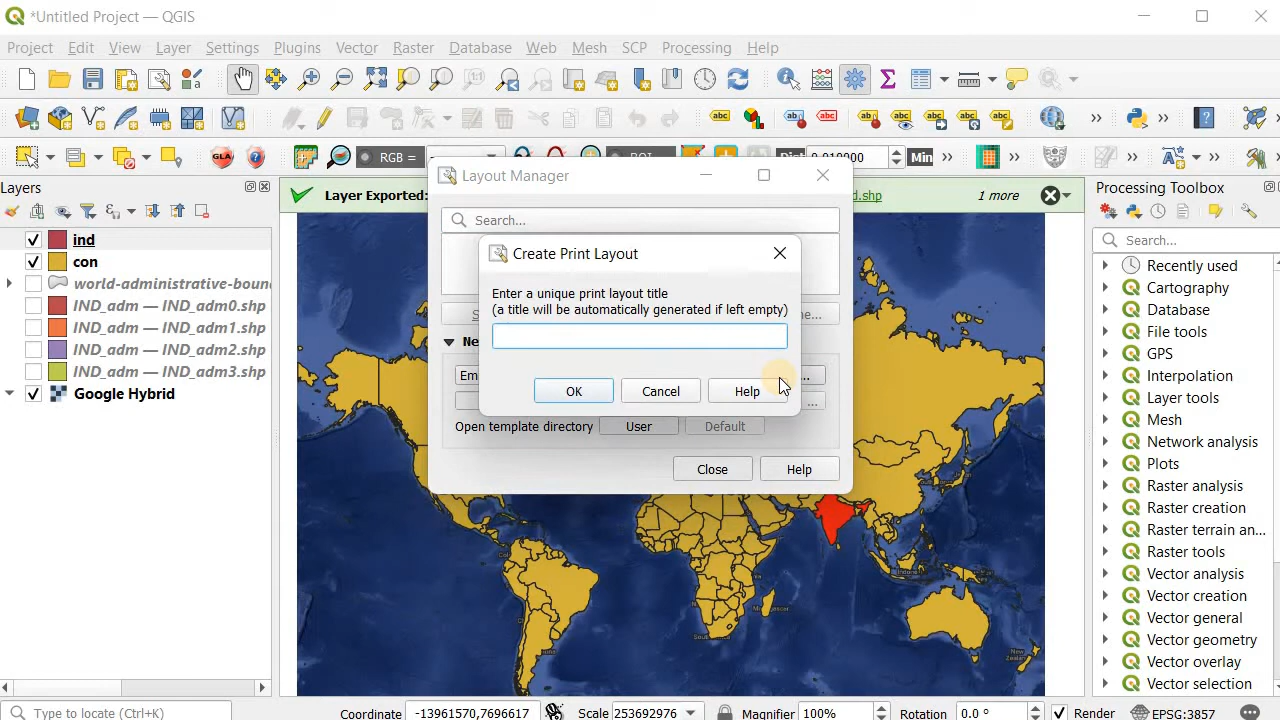 *Untitled Project — QGIS
Project Edit View Layer Settings Plugins Vector Raster Database Web Mesh SCP Processing Help
RGB =
Dist 0.010000 Min
Layers
Layer Exported:
d.shp
1 more
Processing Toolbox
Search...
ind
con
world-administrative-boun
IND_adm — IND_adm0.shp
IND_adm — IND_adm1.shp
IND_adm — IND_adm2.shp
IND_adm — IND_adm3.shp
Google Hybrid
Layout Manager
Search...
Create Print Layout
Enter a unique print layout title
(a title will be automatically generated if left empty)
OK Cancel Help
Open template directory User Default
Close Help
Recently used
Cartography
Database
File tools
GPS
Interpolation
Layer tools
Mesh
Network analysis
Plots
Raster analysis
Raster creation
Raster terrain an...
Raster tools
Vector analysis
Vector creation
Vector general
Vector geometry
Vector overlay
Vector selection
Type to locate (Ctrl+K)
Coordinate -13961570,7696617 Scale 253692976 Magnifier 100% Rotation 0.0 ° Render EPSG:3857